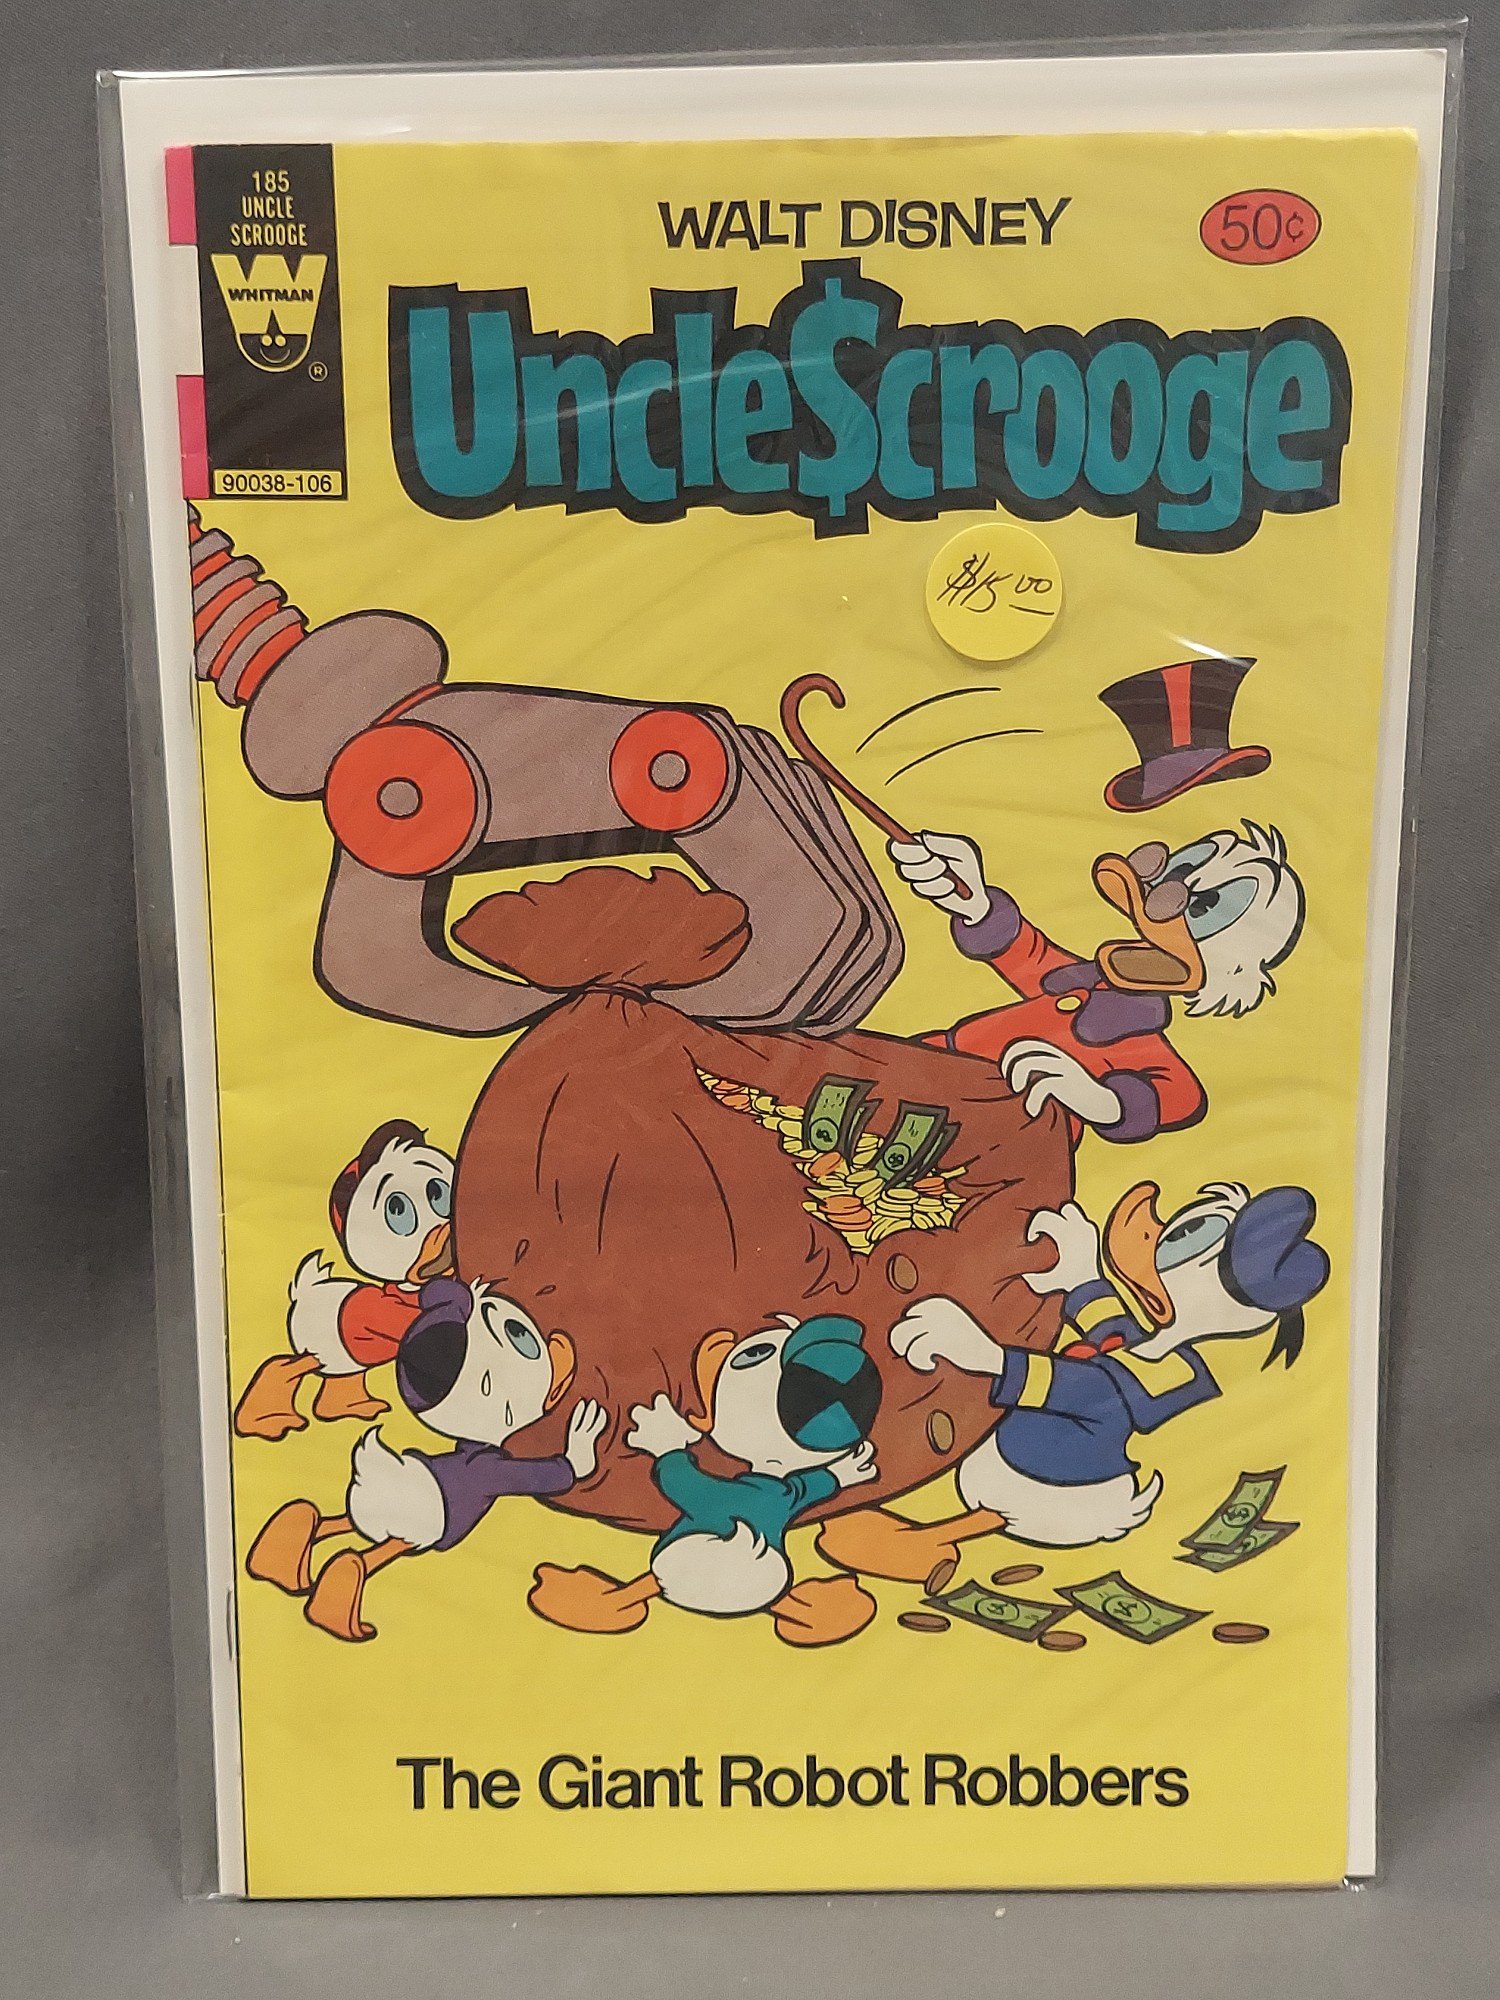 185
UNCLE
SCROOGE
WHITMAN
®
90038-106
WALT DISNEY
50¢
Uncle $crooge
$15.00
The Giant Robot Robbers